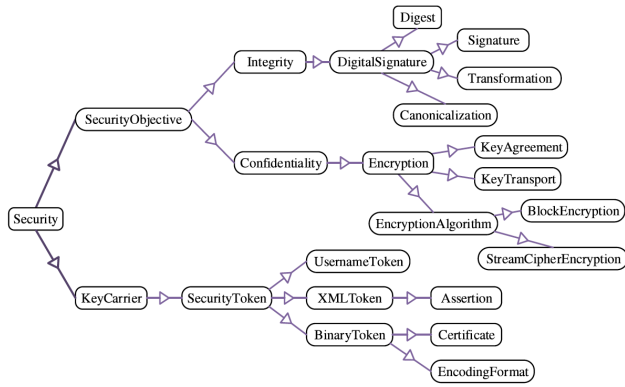 Digest
Signature
Integrity
DigitalSignature
Transformation
Canonicalization
SecurityObjective
KeyAgreement
Confidentiality
Encryption
KeyTransport
BlockEncryption
EncryptionAlgorithm
Security
StreamCipherEncryption
UsernameToken
KeyCarrier
SecurityToken
XMLToken
Assertion
BinaryToken
Certificate
EncodingFormat